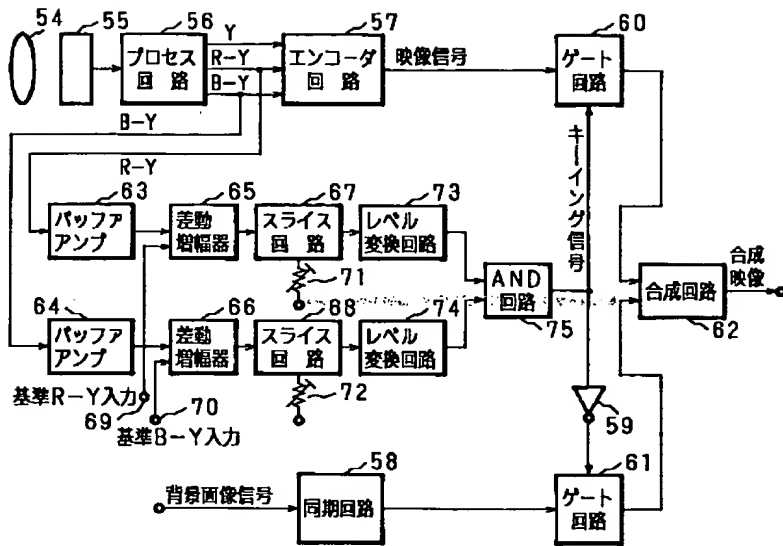 54
55
56
57
60
プロセス
回路
Y
R-Y
B-Y
エンコーダ
回路
映像信号
ゲート
回路
B-Y
R-Y
キーイング信号
63
65
67
73
バッファ
アンプ
差動
増幅器
スライス
回路
レベル
変換回路
71
AND
回路
75
合成回路
62
合成
映像
64
66
68
74
バッファ
アンプ
差動
増幅器
スライス
回路
レベル
変換回路
72
基準R-Y入力
69
70
基準B-Y入力
59
58
61
背景画像信号
同期回路
ゲート
回路